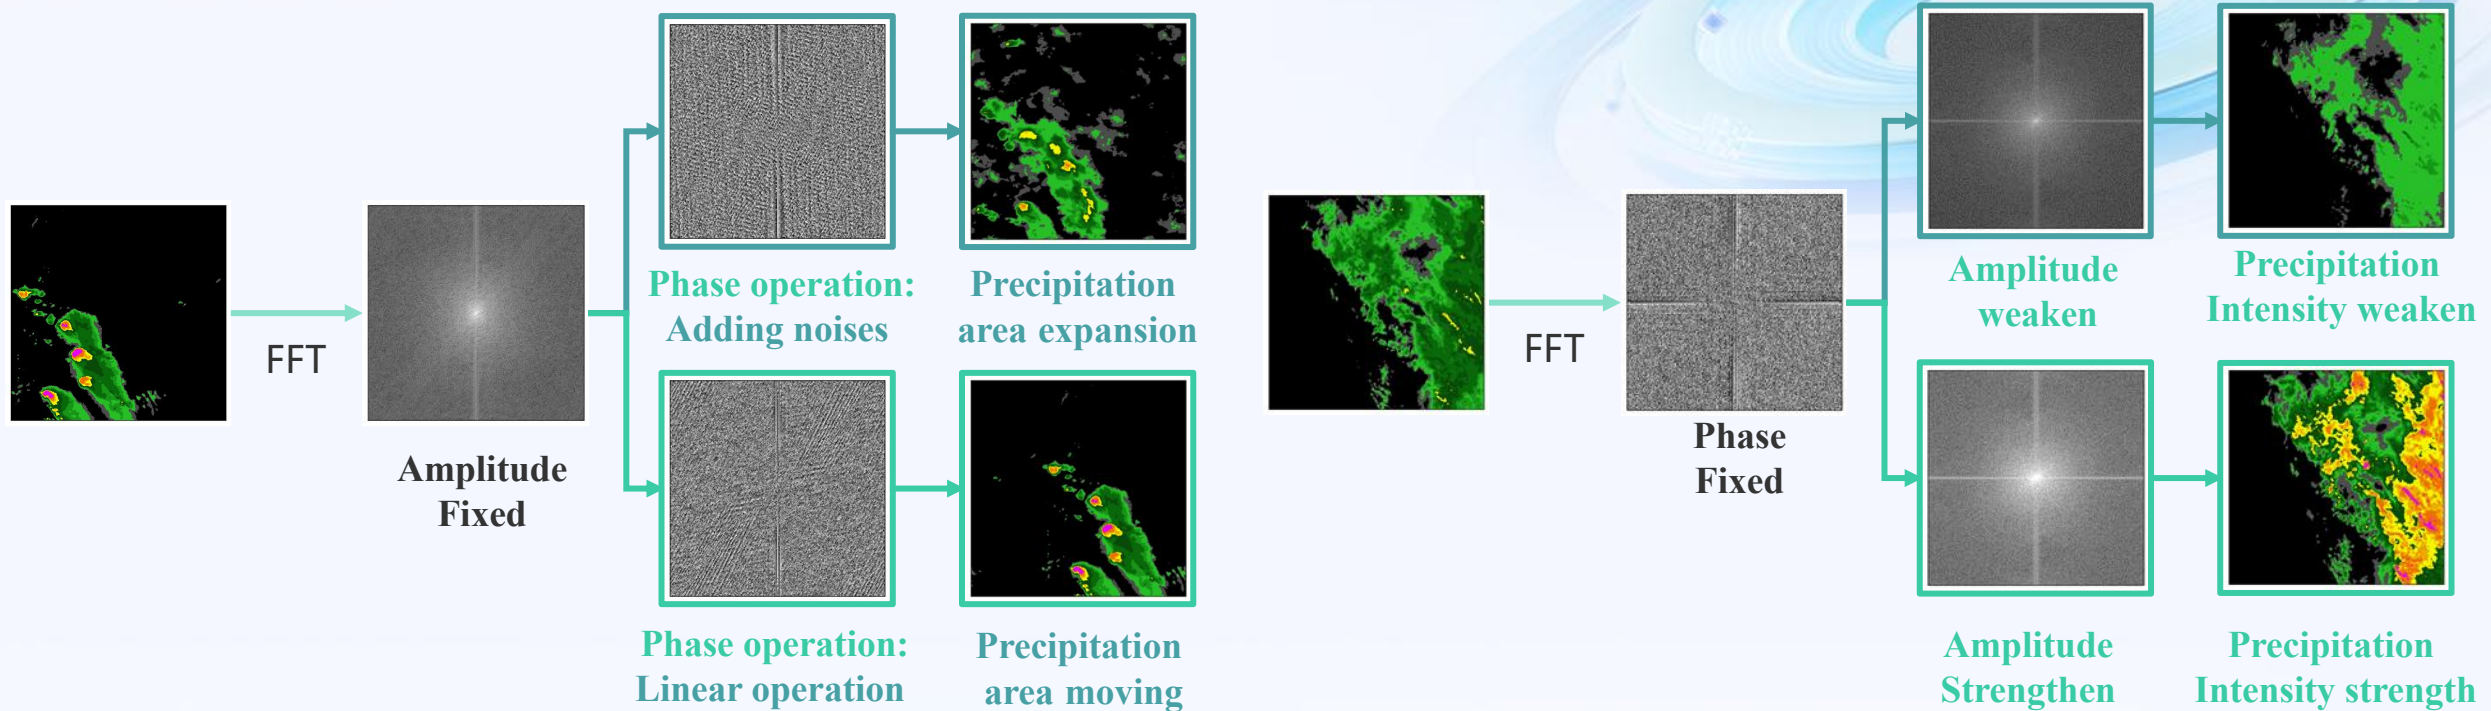 FFT
Amplitude
Fixed
Phase operation:
Adding noises
Precipitation
area expansion
Phase operation:
Linear operation
Precipitation
area moving
FFT
Phase
Fixed
Amplitude
weaken
Precipitation
Intensity weaken
Amplitude
Strengthen
Precipitation
Intensity strength